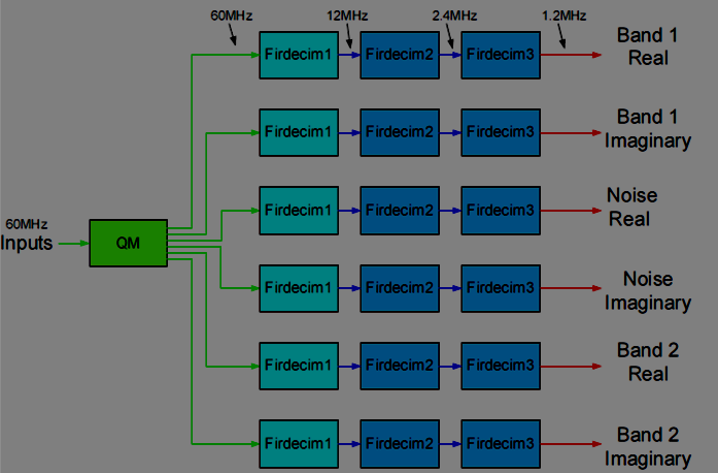 60MHz
12MHz
2.4MHz
1.2MHz
Firdecim1 Firdecim2 Firdecim3
Band 1
Real
Firdecim1 Firdecim2 Firdecim3
Band 1
Imaginary
Firdecim1 Firdecim2 Firdecim3
Noise
Real
60MHz
Inputs
QM
Firdecim1 Firdecim2 Firdecim3
Noise
Imaginary
Firdecim1 Firdecim2 Firdecim3
Band 2
Real
Firdecim1 Firdecim2 Firdecim3
Band 2
Imaginary